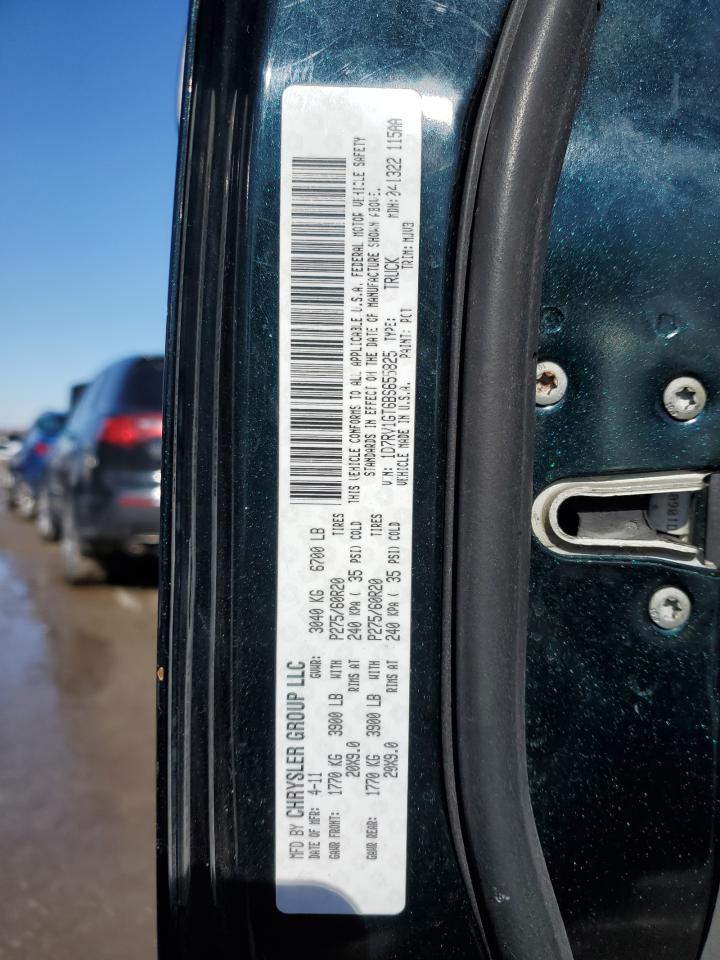 MFD BY CHRYSLER GROUP LLC
DATE OF MFR: 4-11 GVWR: 3040 KG 6700 LB
GAWR FRONT: 1770 KG 3900 LB WITH P275/60R20 TIRES
20X9.0 RIMS AT 240 KPA ( 35 PSI) COLD
GAWR REAR: 1770 KG 3900 LB WITH P275/60R20 TIRES
20X9.0 RIMS AT 240 KPA ( 35 PSI) COLD
THIS VEHICLE CONFORMS TO ALL APPLICABLE U.S.A. FEDERAL MOTOR VEHICLE SAFETY
STANDARDS IN EFFECT ON THE DATE OF MANUFACTURE SHOWN ABOVE.
VIN: 1D7RV1GT6BS655825 TYPE: TRUCK MDH: 041322 115AA
VEHICLE MADE IN U.S.A. PAINT: PCT TRIM: MJV3